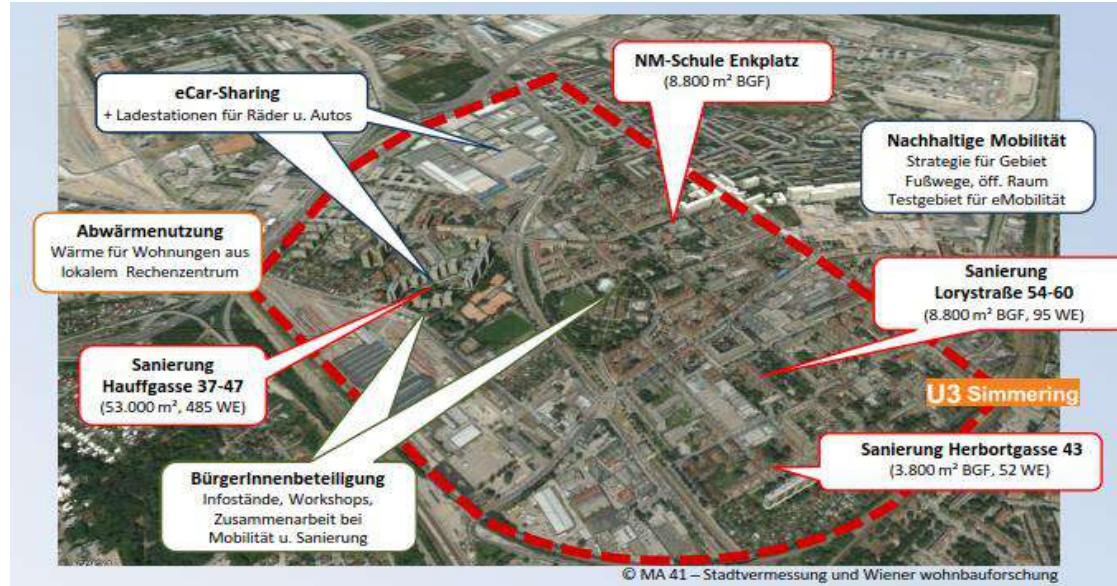 NM-Schule Enkplatz
(8.800 m² BGF)
eCar-Sharing
+ Ladestationen für Räder u. Autos
Nachhaltige Mobilität
Strategie für Gebiet
Fußwege, öff. Raum
Testgebiet für eMobilität
Abwärmenutzung
Wärme für Wohnungen aus
lokalem Rechenzentrum
Sanierung
Lorystraße 54-60
(8.800 m² BGF, 95 WE)
Sanierung
Hauffgasse 37-47
(53.000 m², 485 WE)
U3 Simmering
Sanierung Herbortgasse 43
(3.800 m² BGF, 52 WE)
BürgerInnenbeteiligung
Infostände, Workshops,
Zusammenarbeit bei
Mobilität u. Sanierung
© MA 41 – Stadtvermessung und Wiener wohnbauforschung